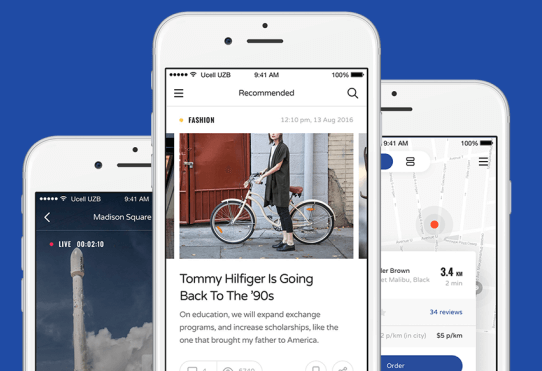 Ucell UZB 9:41 AM 100%
Recommended
FASHION 12:10 pm, 13 Aug 2016
Tommy Hilfiger Is Going
Back To The '90s
On education, we will expand exchange
programs, and increase scholarships, like the
one that brought my father to America.
Ucell UZB 9:41 AM
Madison Square
LIVE 00:02:10
9:41 AM 100%
Brown 3.4 KM
Malibu, Black 2 min
34 reviews
p/km (in city) $5 p/km
Order